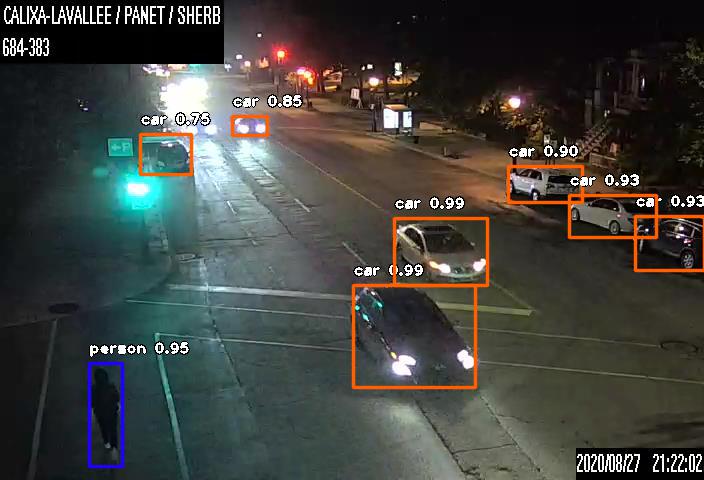 CALIXA-LAVALLEE / PANET / SHERB
684-383
car 0.85
car 0.75
←P
car 0.90
car 0.93
car 0.93
car 0.99
car 0.99
person 0.95
2020/08/27 21:22:02